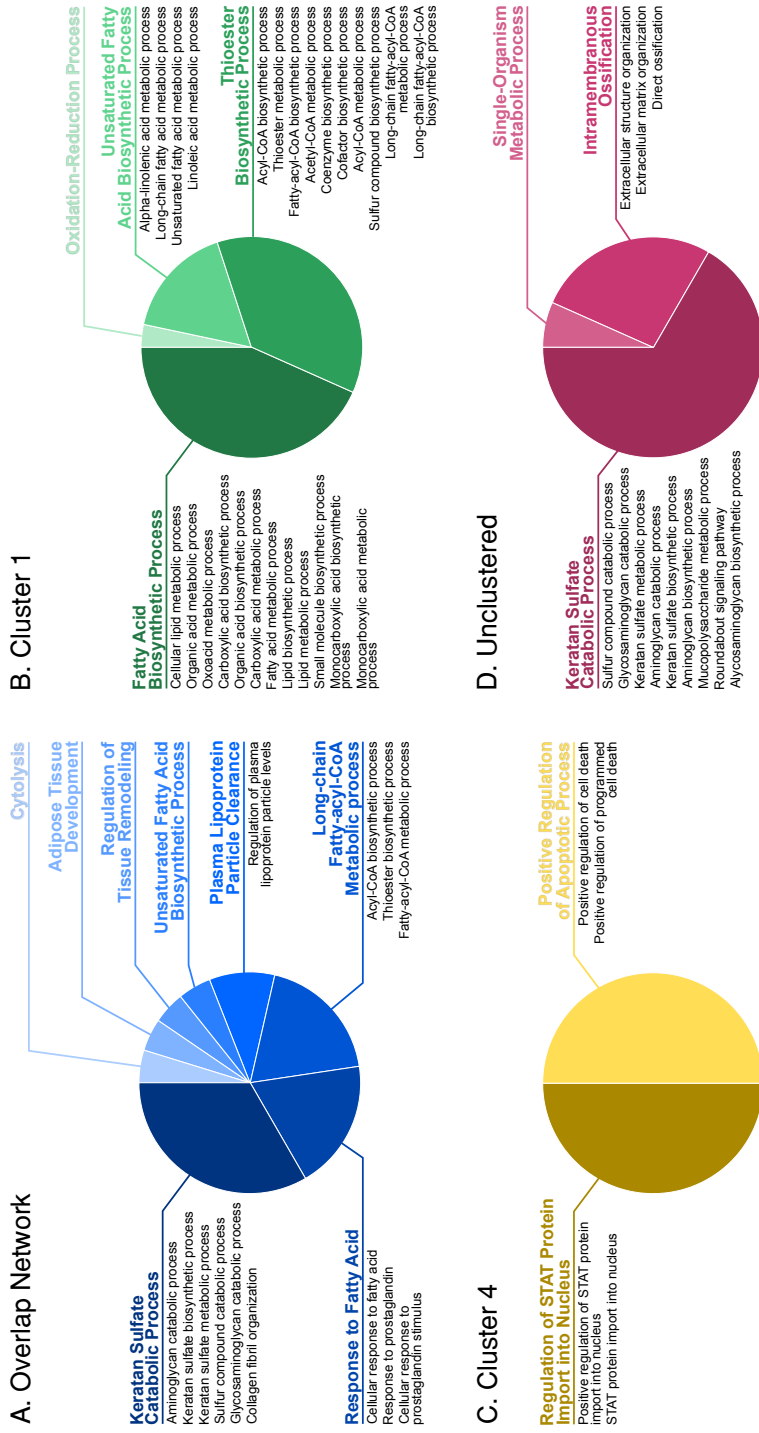 A. Overlap Network
Keratan Sulfate
Catabolic Process
Aminoglycan catabolic process
Keratan sulfate biosynthetic process
Keratan sulfate metabolic process
Sulfur compound catabolic process
Glycosaminoglycan catabolic process
Collagen fibril organization
Response to Fatty Acid
Cellular response to fatty acid
Response to prostaglandin
Cellular response to
prostaglandin stimulus
Cytolysis
Adipose Tissue
Development
Regulation of
Tissue Remodeling
Unsaturated Fatty Acid
Biosynthetic Process
Plasma Lipoprotein
Particle Clearance
Regulation of plasma
lipoprotein particle levels
Long-chain
Fatty-acyl-CoA
Metabolic process
Acyl-CoA biosynthetic process
Thioester biosynthetic process
Fatty-acyl-CoA metabolic process
B. Cluster 1
Fatty Acid
Biosynthetic Process
Cellular lipid metabolic process
Organic acid metabolic process
Oxoacid metabolic process
Carboxylic acid biosynthetic process
Organic acid biosynthetic process
Carboxylic acid metabolic process
Fatty acid metabolic process
Lipid biosynthetic process
Lipid metabolic process
Small molecule biosynthetic process
Monocarboxylic acid biosynthetic
process
Monocarboxylic acid metabolic
process
Oxidation-Reduction Process
Unsaturated Fatty
Acid Biosynthetic Process
Alpha-linolenic acid metabolic process
Long-chain fatty acid metabolic process
Unsaturated fatty acid metabolic process
Linoleic acid metabolic process
Thioester
Biosynthetic Process
Acyl-CoA biosynthetic process
Thioester metabolic process
Fatty-acyl-CoA biosynthetic process
Acetyl-CoA metabolic process
Coenzyme biosynthetic process
Cofactor biosynthetic process
Acyl-CoA metabolic process
Sulfur compound biosynthetic process
Long-chain fatty-acyl-CoA
metabolic process
Long-chain fatty-acyl-CoA
biosynthetic process
C. Cluster 4
Regulation of STAT Protein
Import into Nucleus
Positive regulation of STAT protein
import into nucleus
STAT protein import into nucleus
Positive Regulation
of Apoptotic Process
Positive regulation of cell death
Positive regulation of programmed
cell death
D. Unclustered
Keratan Sulfate
Catabolic Process
Sulfur compound catabolic process
Glycosaminoglycan catabolic process
Keratan sulfate metabolic process
Aminoglycan catabolic process
Keratan sulfate biosynthetic process
Aminoglycan biosynthetic process
Mucopolysaccharide metabolic process
Roundabout signaling pathway
Alycosaminoglycan biosynthetic process
Single-Organism
Metabolic Process
Intramembranous
Ossification
Extracellular structure organization
Extracellular matrix organization
Direct ossification